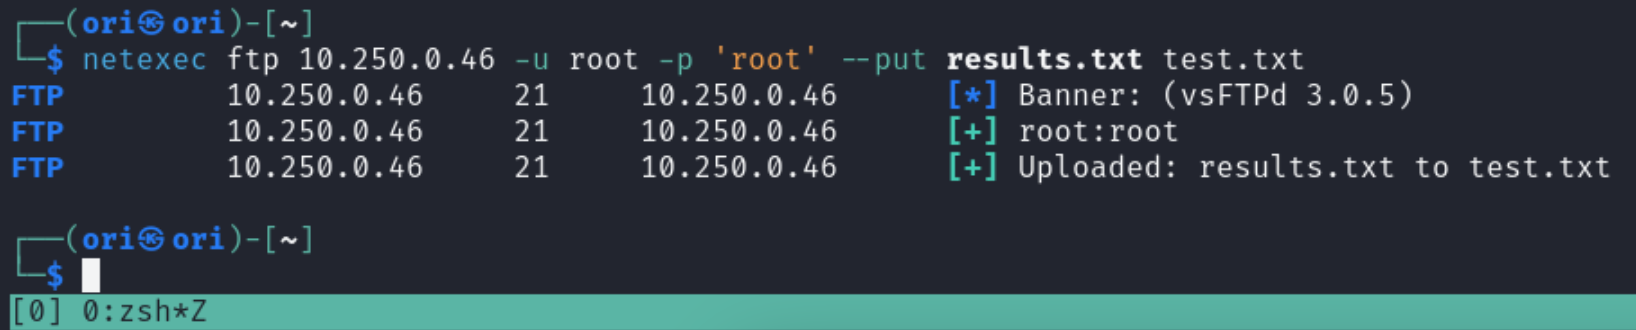 ┌──(ori㉿ori)-[~]
└─$ netexec ftp 10.250.0.46 -u root -p 'root' --put results.txt test.txt
FTP         10.250.0.46     21     10.250.0.46      [*] Banner: (vsFTPd 3.0.5)
FTP         10.250.0.46     21     10.250.0.46      [+] root:root
FTP         10.250.0.46     21     10.250.0.46      [+] Uploaded: results.txt to test.txt
┌──(ori㉿ori)-[~]
└─$
[0] 0:zsh*Z